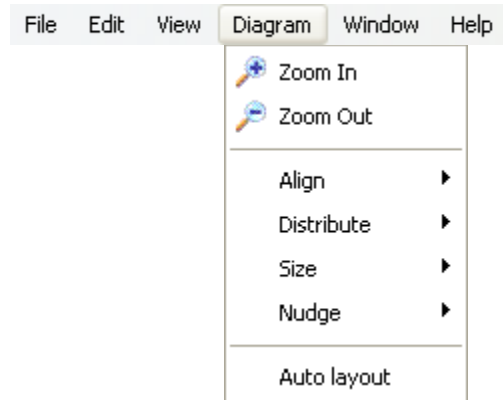 File Edit View Diagram Window Help
Zoom In
Zoom Out
Align
Distribute
Size
Nudge
Auto layout